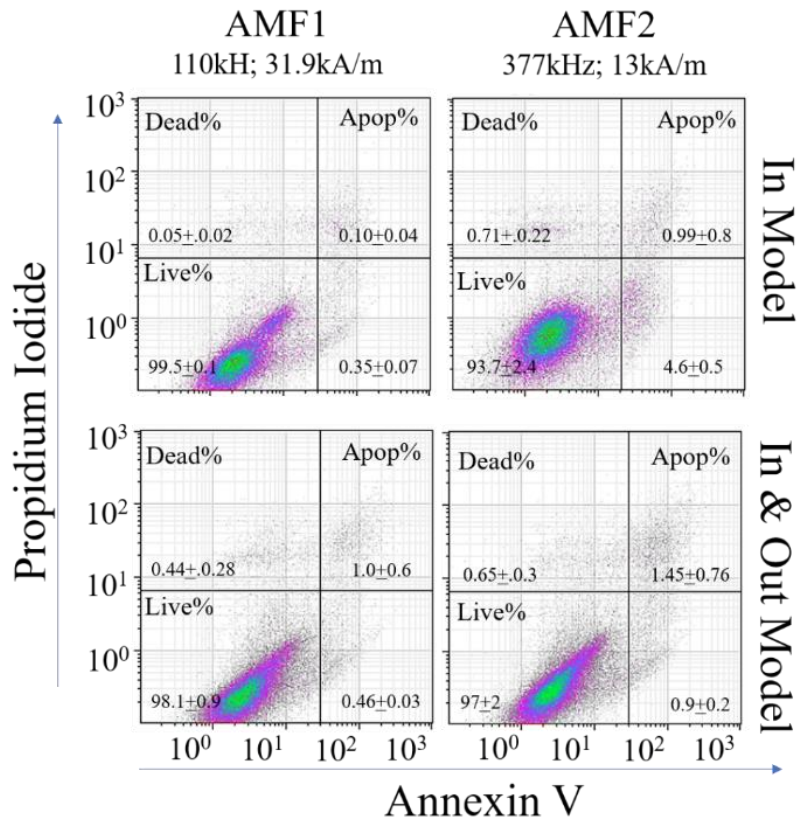 AMF1 AMF2
110kH; 31.9kA/m 377kHz; 13kA/m
10³ Dead% Apop% Dead% Apop%
10²
0.05±.0.02 0.10±0.04 0.71±.0.22 0.99±0.8
10¹
Live% Live%
10⁰
99.5±0.1 0.35±0.07 93.7±2.4 4.6±0.5
In Model
10³ Dead% Apop% Dead% Apop%
10²
0.44±.0.28 1.0±0.6 0.65±.0.3 1.45±0.76
10¹
Live% Live%
10⁰
98.1±0.9 0.46±0.03 97±2 0.9±0.2
In & Out Model
10⁰ 10¹ 10² 10³ 10⁰ 10¹ 10² 10³
Propidium Iodide
Annexin V